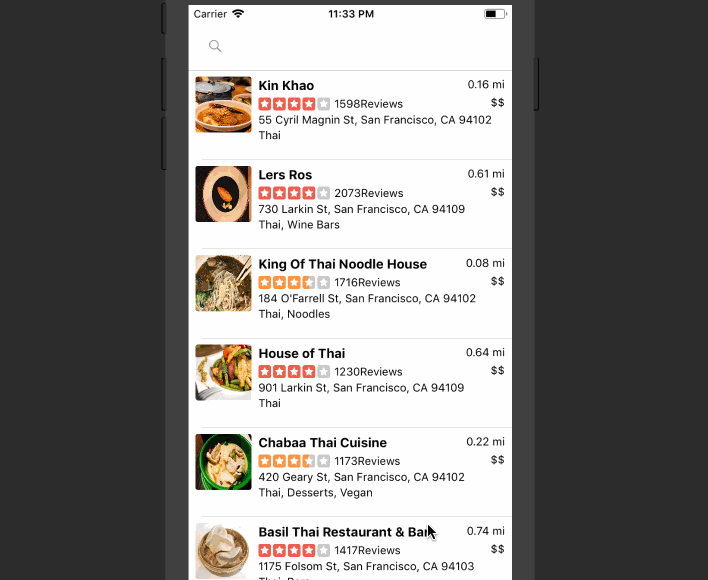 Carrier 11:33 PM
Kin Khao 0.16 mi
1598Reviews $$
55 Cyril Magnin St, San Francisco, CA 94102
Thai
Lers Ros 0.61 mi
2073Reviews $$
730 Larkin St, San Francisco, CA 94109
Thai, Wine Bars
King Of Thai Noodle House 0.08 mi
1716Reviews $$
184 O'Farrell St, San Francisco, CA 94102
Thai, Noodles
House of Thai 0.64 mi
1230Reviews $$
901 Larkin St, San Francisco, CA 94109
Thai
Chabaa Thai Cuisine 0.22 mi
1173Reviews $$
420 Geary St, San Francisco, CA 94102
Thai, Desserts, Vegan
Basil Thai Restaurant & Bar 0.74 mi
1417Reviews $$
1175 Folsom St, San Francisco, CA 94103
Thai, Bars